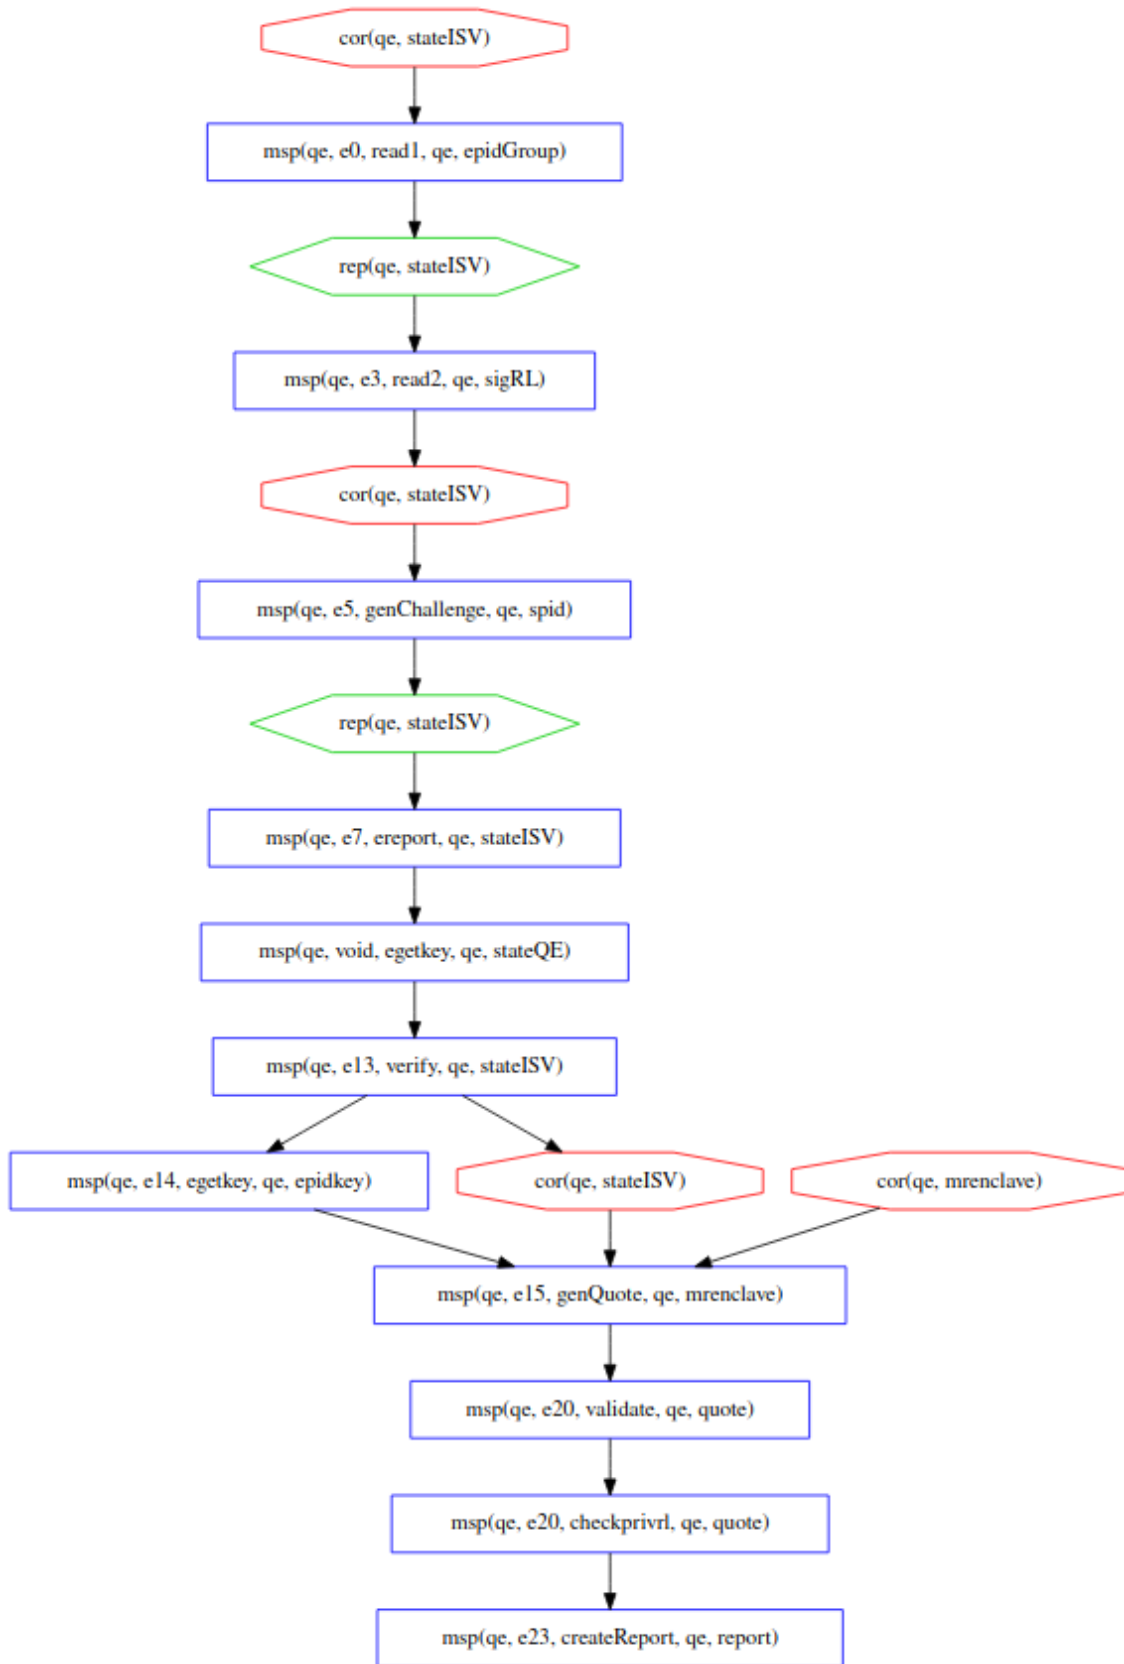 cor(qe, stateISV)
msp(qe, e0, read1, qe, epidGroup)
rep(qe, stateISV)
msp(qe, e3, read2, qe, sigRL)
cor(qe, stateISV)
msp(qe, e5, genChallenge, qe, spid)
rep(qe, stateISV)
msp(qe, e7, ereport, qe, stateISV)
msp(qe, void, egetkey, qe, stateQE)
msp(qe, e13, verify, qe, stateISV)
msp(qe, e14, egetkey, qe, epidkey)
cor(qe, stateISV)
cor(qe, mrenclave)
msp(qe, e15, genQuote, qe, mrenclave)
msp(qe, e20, validate, qe, quote)
msp(qe, e20, checkprivrl, qe, quote)
msp(qe, e23, createReport, qe, report)